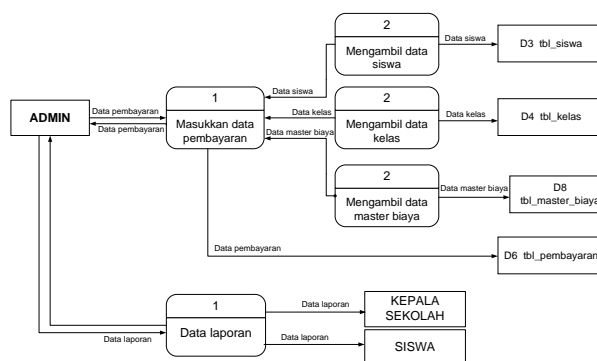 2
Mengambil data
siswa
Data siswa
D3 tbl_siswa
Data siswa
1
Masukkan data
pembayaran
ADMIN
Data pembayaran
Data pembayaran
Data kelas
2
Mengambil data
kelas
Data kelas
D4 tbl_kelas
Data master biaya
2
Mengambil data
master biaya
Data master biaya
D8
tbl_master_biaya
Data pembayaran
D6 tbl_pembayaran
1
Data laporan
Data laporan
Data laporan
KEPALA
SEKOLAH
Data laporan
SISWA